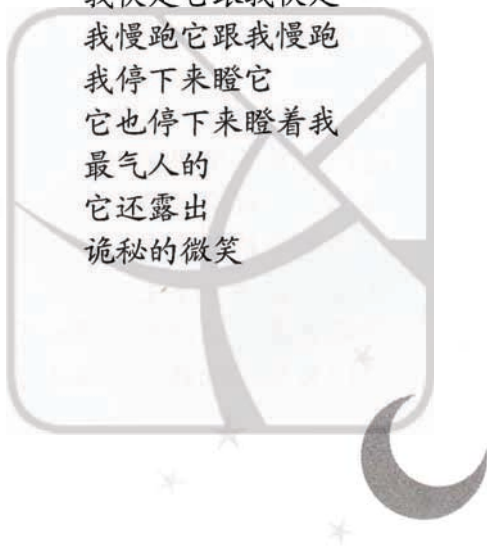 我慢跑它跟我慢跑
我停下来瞪它
它也停下来瞪着我
最气人的
它还露出
诡秘的微笑